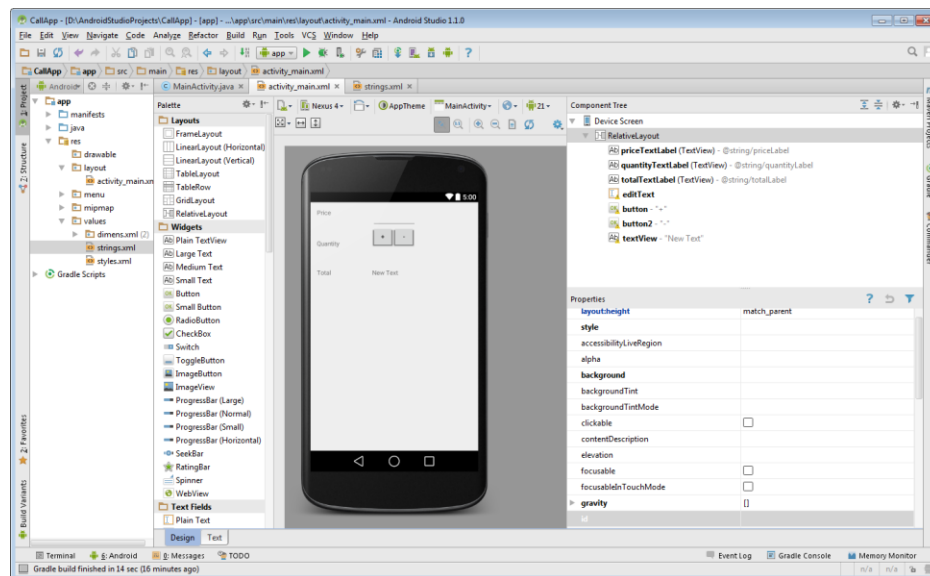 CallApp - [D:\AndroidStudioProjects\CallApp] - [app] - ...\app\src\main\res\layout\activity_main.xml - Android Studio 1.1.0
File Edit View Navigate Code Analyze Refactor Build Run Tools VCS Window Help
app
CallApp app src main res layout activity_main.xml
Android MainActivity.java × activity_main.xml × strings.xml ×
1: Project
Z: Structure
2: Favorites
Build Variants
app
manifests
java
res
drawable
layout
activity_main.xm
menu
mipmap
values
dimens.xml (2)
strings.xml
styles.xml
Gradle Scripts
Palette
Layouts
FrameLayout
LinearLayout (Horizontal)
LinearLayout (Vertical)
TableLayout
TableRow
GridLayout
RelativeLayout
Widgets
Plain TextView
Large Text
Medium Text
Small Text
Button
Small Button
RadioButton
CheckBox
Switch
ToggleButton
ImageButton
ImageView
ProgressBar (Large)
ProgressBar (Normal)
ProgressBar (Small)
ProgressBar (Horizontal)
SeekBar
RatingBar
Spinner
WebView
Text Fields
Plain Text
Nexus 4 AppTheme MainActivity 21
5:00
Price
+ -
Quantity
Total New Text
Design Text
Component Tree
Device Screen
RelativeLayout
priceTextLabel (TextView) - @string/priceLabel
quantityTextLabel (TextView) - @string/quantityLabel
totalTextLabel (TextView) - @string/totalLabel
editText
button - "+"
button2 - "-"
textView - "New Text"
Properties
layout:height match_parent
style
accessibilityLiveRegion
alpha
background
backgroundTint
backgroundTintMode
clickable
contentDescription
elevation
focusable
focusableInTouchMode
gravity []
id
Gradle
Commander
Terminal 6: Android 0: Messages TODO Event Log Gradle Console Memory Monitor
Gradle build finished in 14 sec (16 minutes ago) n/a n/a